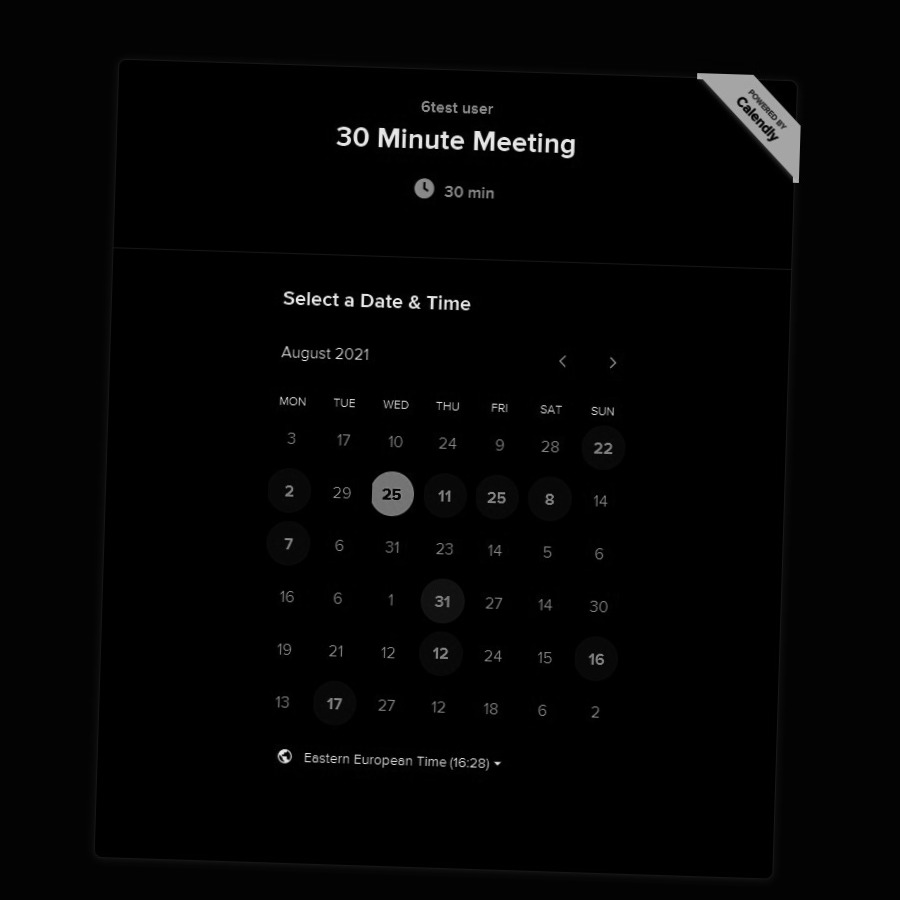 6test user
POWERED BY
Calendly
30 Minute Meeting
30 min
Select a Date & Time
August 2021
MON TUE WED THU FRI SAT SUN
3 17 10 24 9 28 22
2 29 25 11 25 8 14
7 6 31 23 14 5 6
16 6 1 31 27 14 30
19 21 12 12 24 15 16
13 17 27 12 18 6 2
Eastern European Time (16:28)